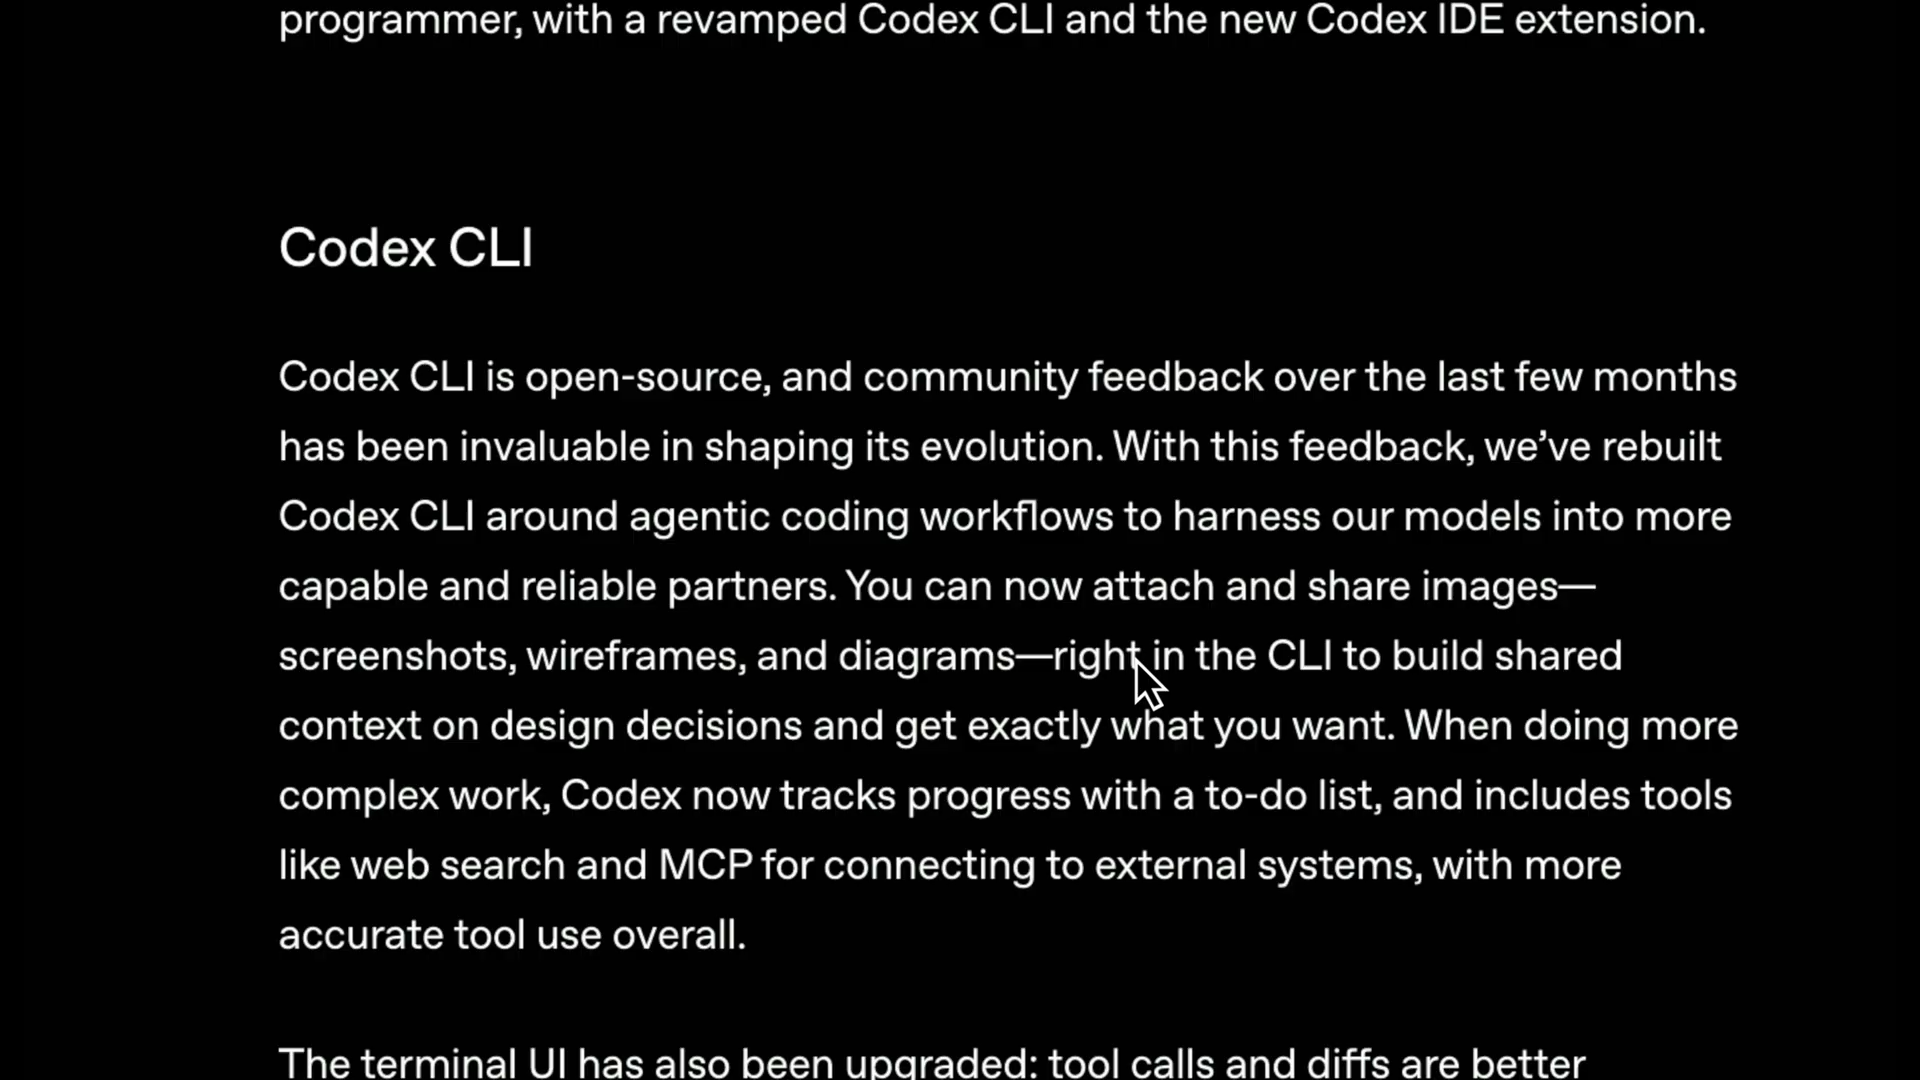 programmer, with a revamped Codex CLI and the new Codex IDE extension.
Codex CLI
Codex CLI is open-source, and community feedback over the last few months
has been invaluable in shaping its evolution. With this feedback, we’ve rebuilt
Codex CLI around agentic coding workflows to harness our models into more
capable and reliable partners. You can now attach and share images—
screenshots, wireframes, and diagrams—right in the CLI to build shared
context on design decisions and get exactly what you want. When doing more
complex work, Codex now tracks progress with a to-do list, and includes tools
like web search and MCP for connecting to external systems, with more
accurate tool use overall.
The terminal UI has also been upgraded: tool calls and diffs are better